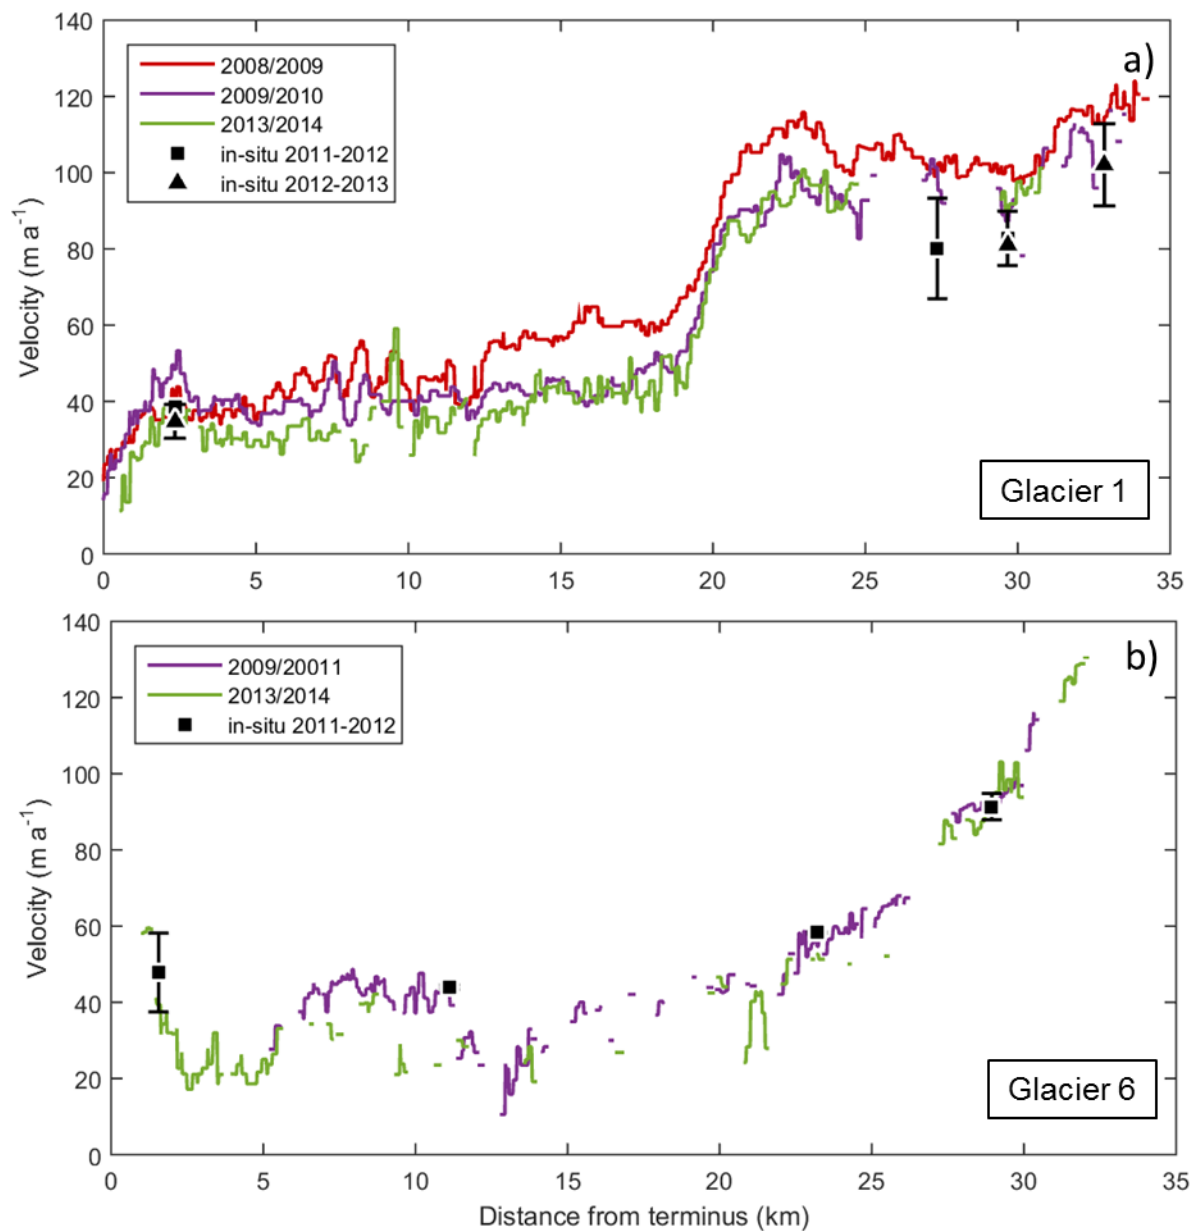 140
120
100
80
60
40
20
0
Velocity (m a⁻¹)
2008/2009
2009/2010
2013/2014
in-situ 2011-2012
in-situ 2012-2013
a)
Glacier 1
0 5 10 15 20 25 30 35
140
120
100
80
60
40
20
0
Velocity (m a⁻¹)
2009/20011
2013/2014
in-situ 2011-2012
b)
Glacier 6
0 5 10 15 20 25 30 35
Distance from terminus (km)